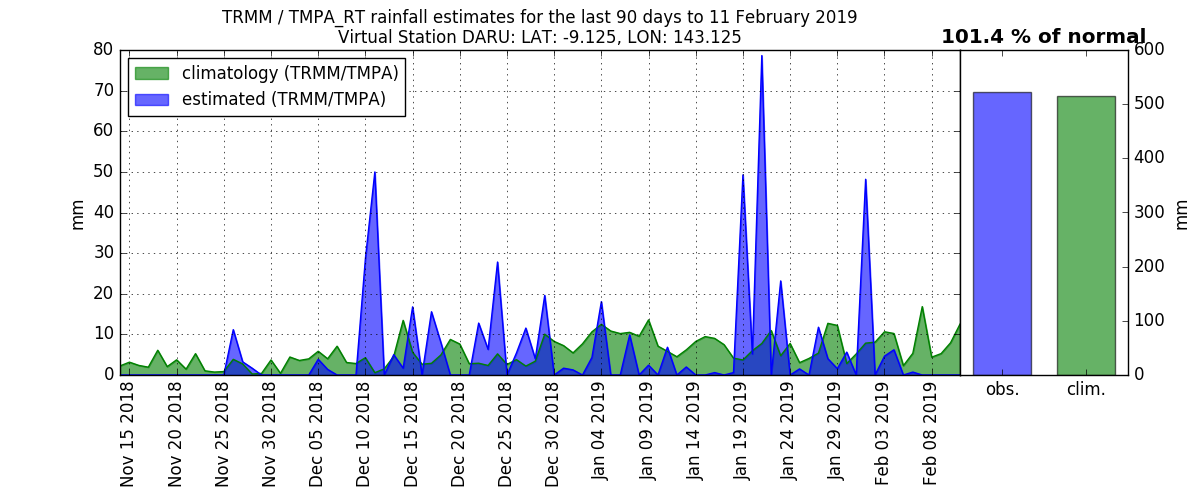 TRMM / TMPA_RT rainfall estimates for the last 90 days to 11 February 2019
Virtual Station DARU: LAT: -9.125, LON: 143.125
101.4 % of normal
climatology (TRMM/TMPA)
estimated (TRMM/TMPA)
80
70
60
50
40
30
20
10
0
mm
Nov 15 2018
Nov 20 2018
Nov 25 2018
Nov 30 2018
Dec 05 2018
Dec 10 2018
Dec 15 2018
Dec 20 2018
Dec 25 2018
Dec 30 2018
Jan 04 2019
Jan 09 2019
Jan 14 2019
Jan 19 2019
Jan 24 2019
Jan 29 2019
Feb 03 2019
Feb 08 2019
600
500
400
300
200
100
0
mm
obs.
clim.